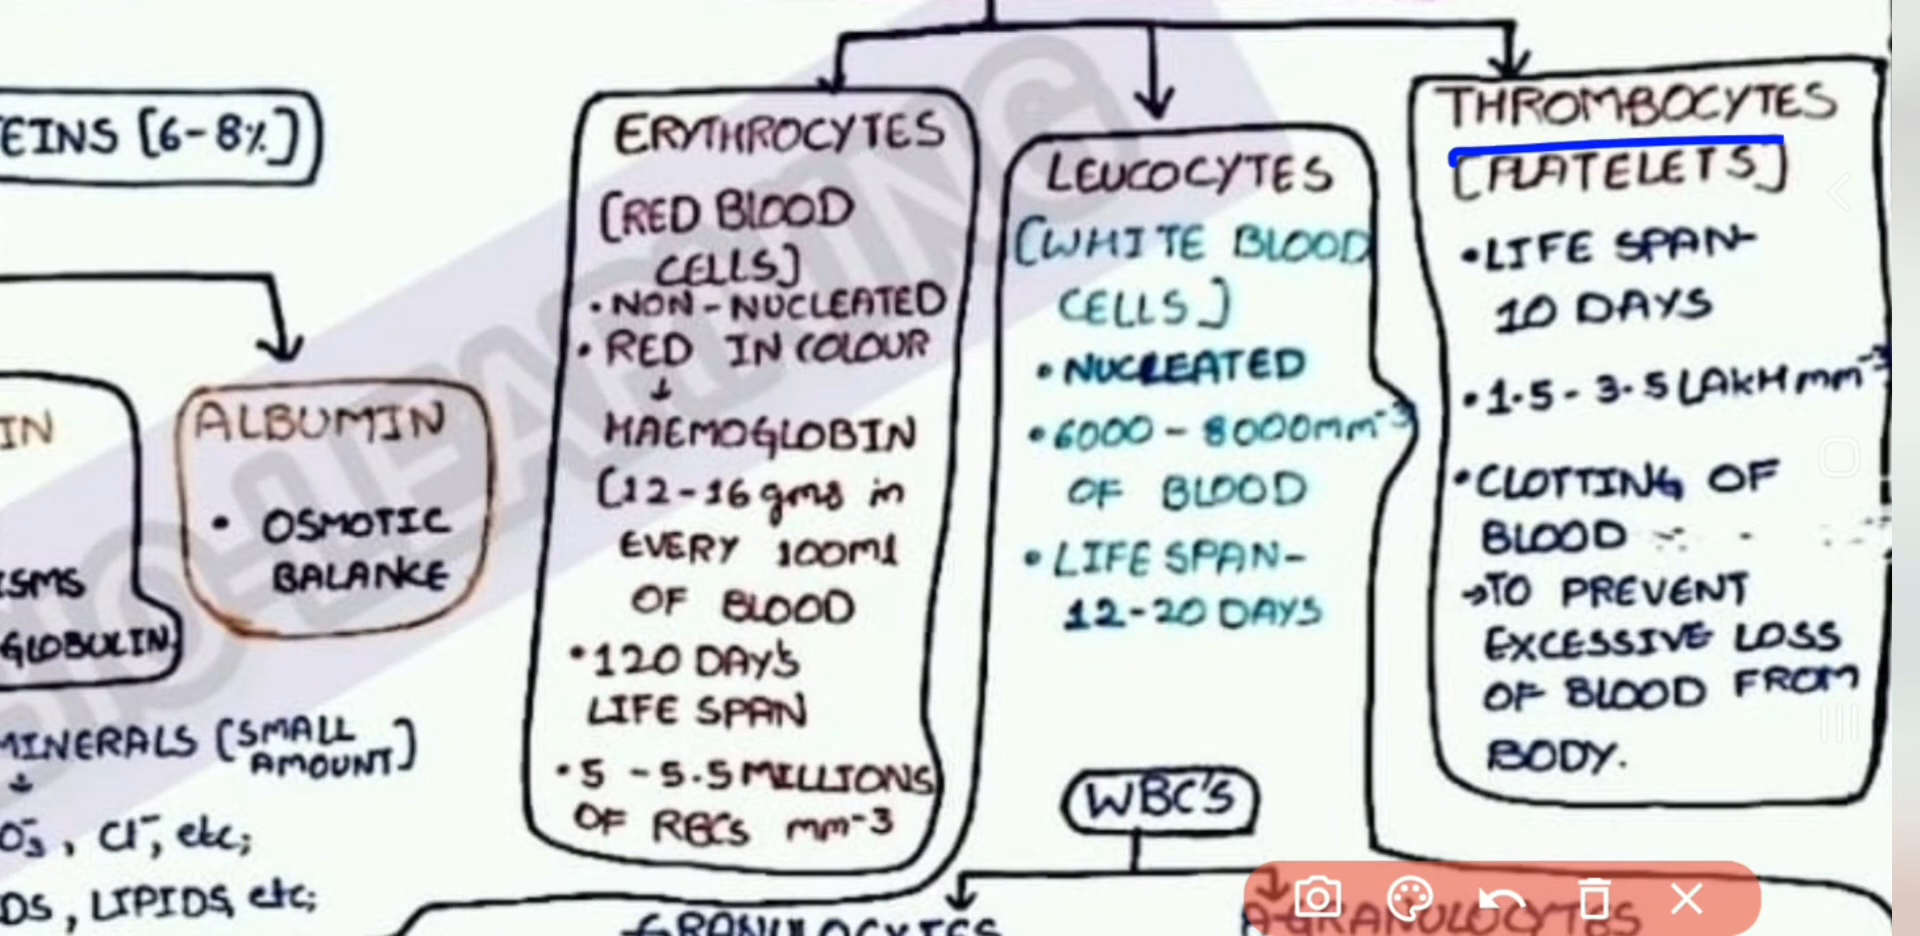 [6-8%]
ALBUMIN
• OSMOTIC
BALANCE
GLOBULIN
MINERALS [SMALL
AMOUNT]
Cl⁻, etc;
, LIPIDS, etc;
ERYTHROCYTES
[RED BLOOD
CELLS]
• NON-NUCLEATED
• RED IN COLOUR
↓
HAEMOGLOBIN
[12-16 gms in
EVERY 100ml
OF BLOOD
• 120 DAYS
LIFE SPAN
• 5 - 5.5 MILLIONS
OF RBCs mm⁻³
LEUCOCYTES
[WHITE BLOOD
CELLS]
• NUCLEATED
• 6000 - 8000mm⁻³
OF BLOOD
• LIFE SPAN-
12-20 DAYS
WBC'S
GRANULOCYTES
A-GRANULOCYTES
THROMBOCYTES
[PLATELETS]
• LIFE SPAN-
10 DAYS
• 1.5 - 3.5 LAKH mm⁻³
• CLOTTING OF
BLOOD
→TO PREVENT
EXCESSIVE LOSS
OF BLOOD FROM
BODY.